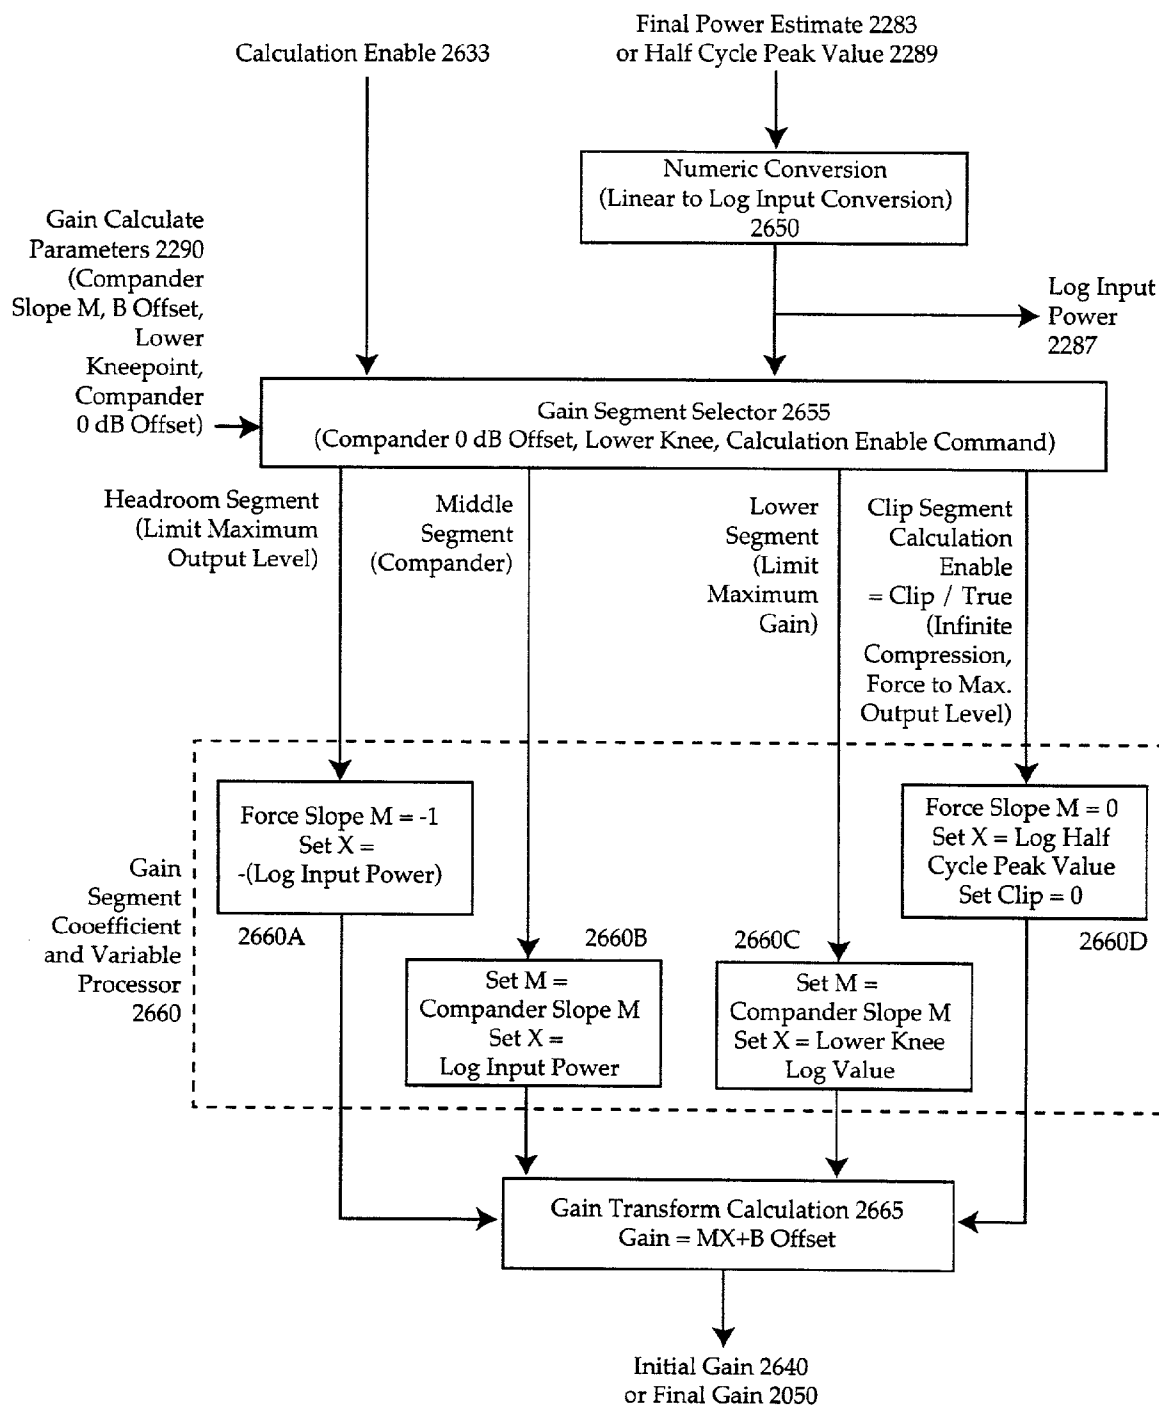 Final Power Estimate 2283
or Half Cycle Peak Value 2289
Calculation Enable 2633
Numeric Conversion
(Linear to Log Input Conversion)
2650
Gain Calculate
Parameters 2290
(Compander
Slope M, B Offset,
Lower
Kneepoint,
Compander
0 dB Offset)
Log Input
Power
2287
Gain Segment Selector 2655
(Compander 0 dB Offset, Lower Knee, Calculation Enable Command)
Headroom Segment
(Limit Maximum
Output Level)
Middle
Segment
(Compander)
Lower
Segment
(Limit
Maximum
Gain)
Clip Segment
Calculation
Enable
= Clip / True
(Infinite
Compression,
Force to Max.
Output Level)
Force Slope M = -1
Set X =
-(Log Input Power)
2660A
Force Slope M = 0
Set X = Log Half
Cycle Peak Value
Set Clip = 0
2660D
Gain
Segment
Cooefficient
and Variable
Processor
2660
2660B
Set M =
Compander Slope M
Set X =
Log Input Power
2660C
Set M =
Compander Slope M
Set X = Lower Knee
Log Value
Gain Transform Calculation 2665
Gain = MX+B Offset
Initial Gain 2640
or Final Gain 2050